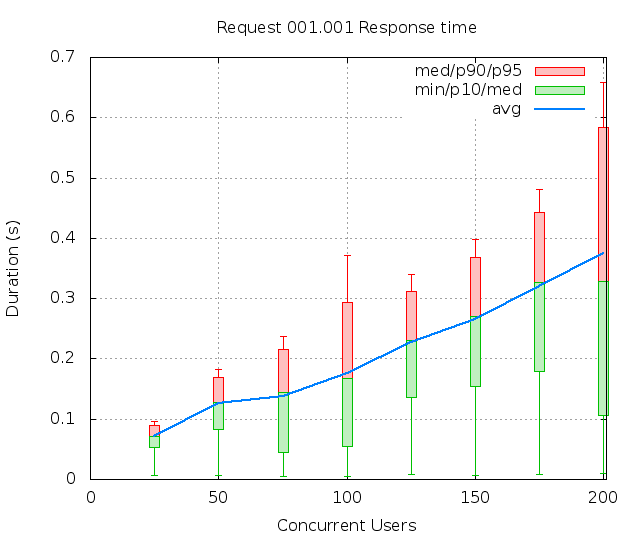 Request 001.001 Response time
med/p90/p95
min/p10/med
avg
Duration (s)
0.7
0.6
0.5
0.4
0.3
0.2
0.1
0
0 50 100 150 200
Concurrent Users